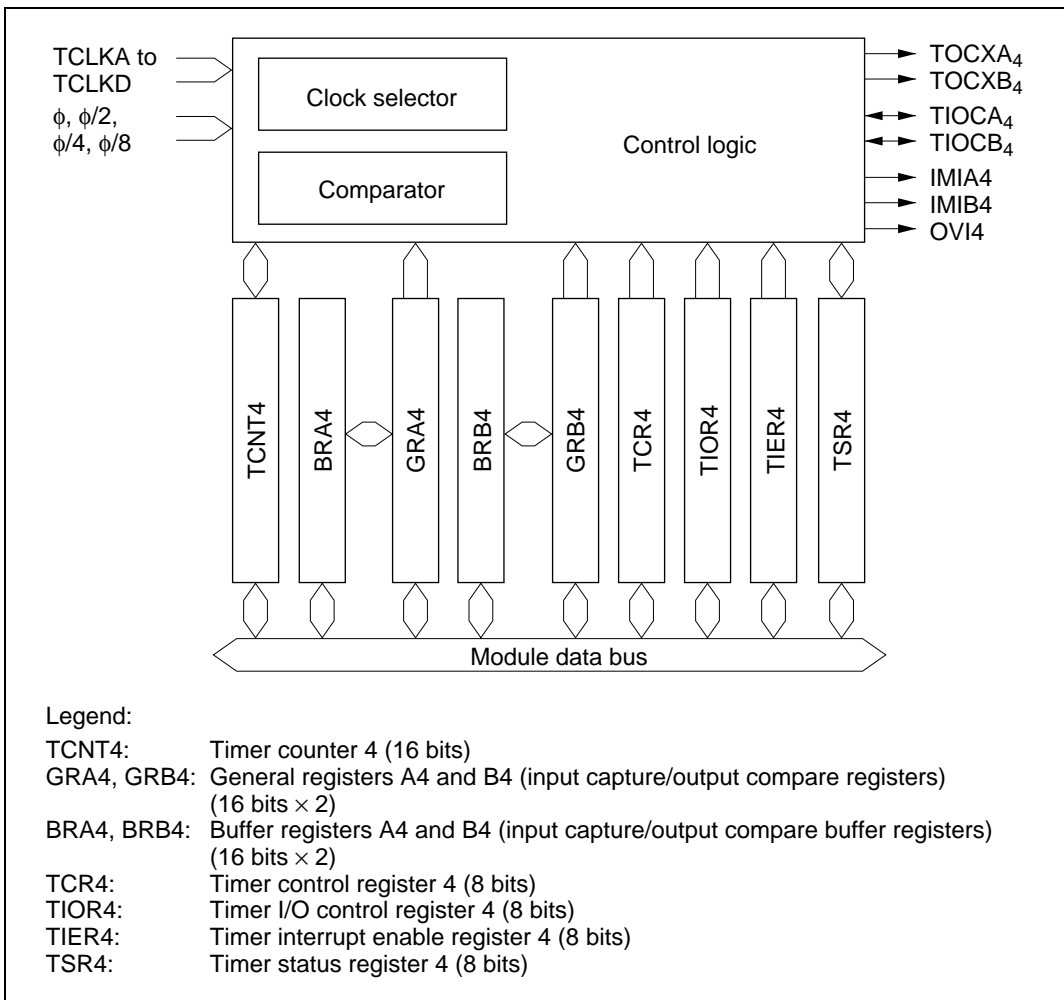 TCLKA to
TCLKD
ϕ, ϕ/2,
ϕ/4, ϕ/8
Clock selector
Comparator
Control logic
TOCXA4
TOCXB4
TIOCA4
TIOCB4
IMIA4
IMIB4
OVI4
TCNT4
BRA4
GRA4
BRB4
GRB4
TCR4
TIOR4
TIER4
TSR4
Module data bus
Legend:
TCNT4: Timer counter 4 (16 bits)
GRA4, GRB4: General registers A4 and B4 (input capture/output compare registers)
(16 bits × 2)
BRA4, BRB4: Buffer registers A4 and B4 (input capture/output compare buffer registers)
(16 bits × 2)
TCR4: Timer control register 4 (8 bits)
TIOR4: Timer I/O control register 4 (8 bits)
TIER4: Timer interrupt enable register 4 (8 bits)
TSR4: Timer status register 4 (8 bits)